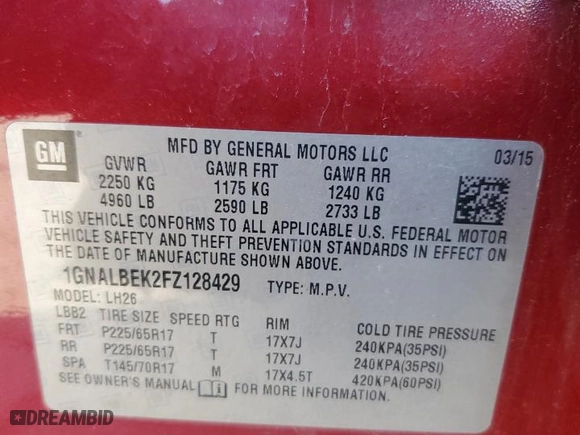 GM
MFD BY GENERAL MOTORS LLC 03/15
GVWR GAWR FRT GAWR RR
2250 KG 1175 KG 1240 KG
4960 LB 2590 LB 2733 LB
THIS VEHICLE CONFORMS TO ALL APPLICABLE U.S. FEDERAL MOTOR
VEHICLE SAFETY AND THEFT PREVENTION STANDARDS IN EFFECT ON
THE DATE OF MANUFACTURE SHOWN ABOVE.
1GNALBEK2FZ128429 TYPE: M.P.V.
MODEL: LH26
LBB2 TIRE SIZE SPEED RTG RIM COLD TIRE PRESSURE
FRT P225/65R17 T 17X7J 240KPA(35PSI)
RR P225/65R17 T 17X7J 240KPA(35PSI)
SPA T145/70R17 M 17X4.5T 420KPA(60PSI)
SEE OWNER'S MANUAL FOR MORE INFORMATION.
DREAMBID